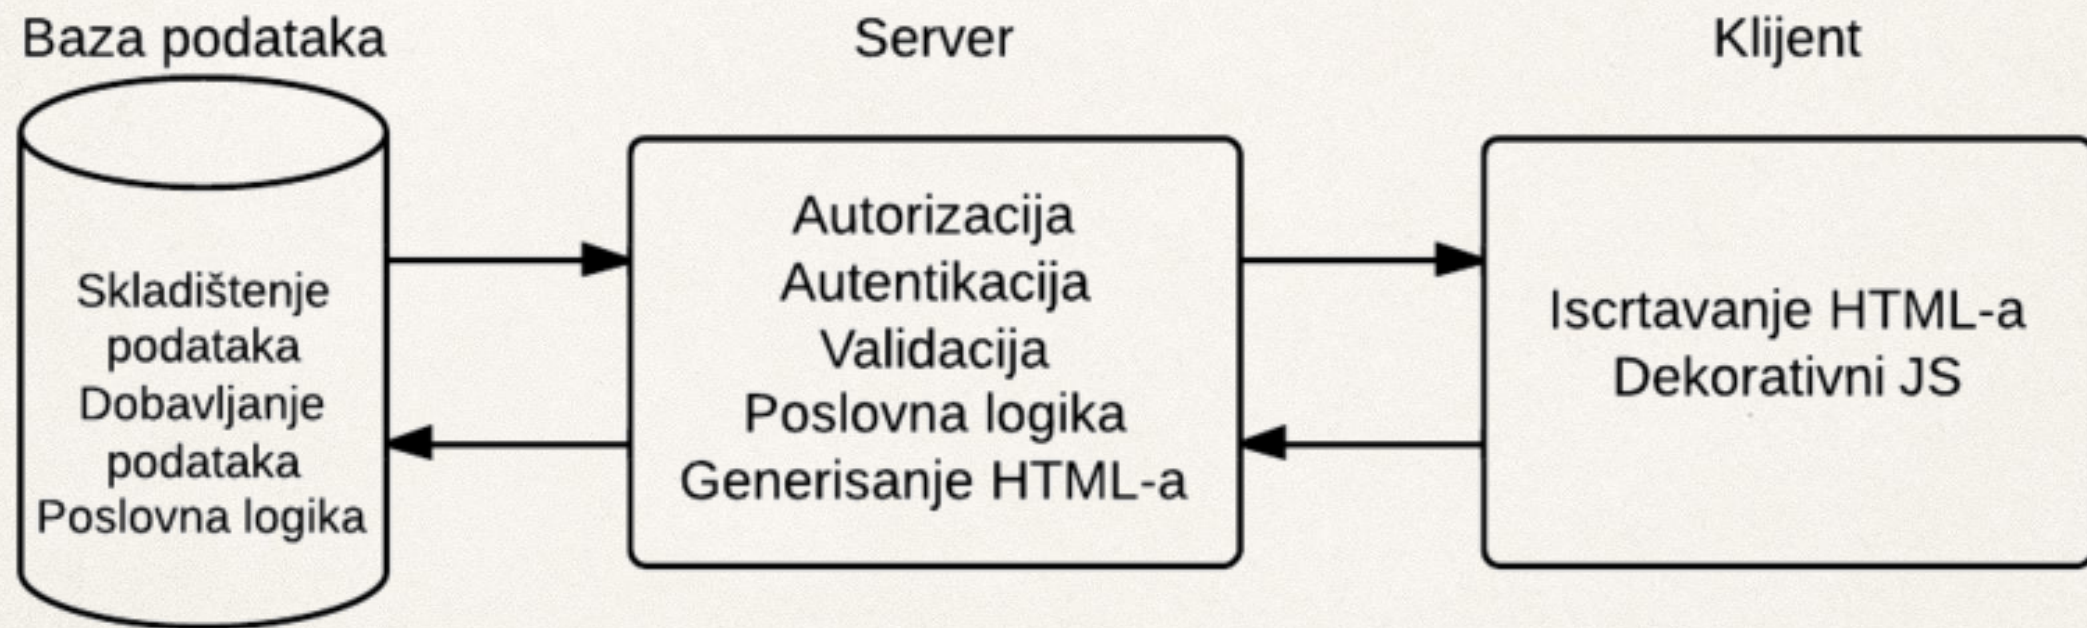 Baza podataka
Skladištenje
podataka
Dobavljanje
podataka
Poslovna logika
Server
Autorizacija
Autentikacija
Validacija
Poslovna logika
Generisanje HTML-a
Klijent
Iscrtavanje HTML-a
Dekorativni JS